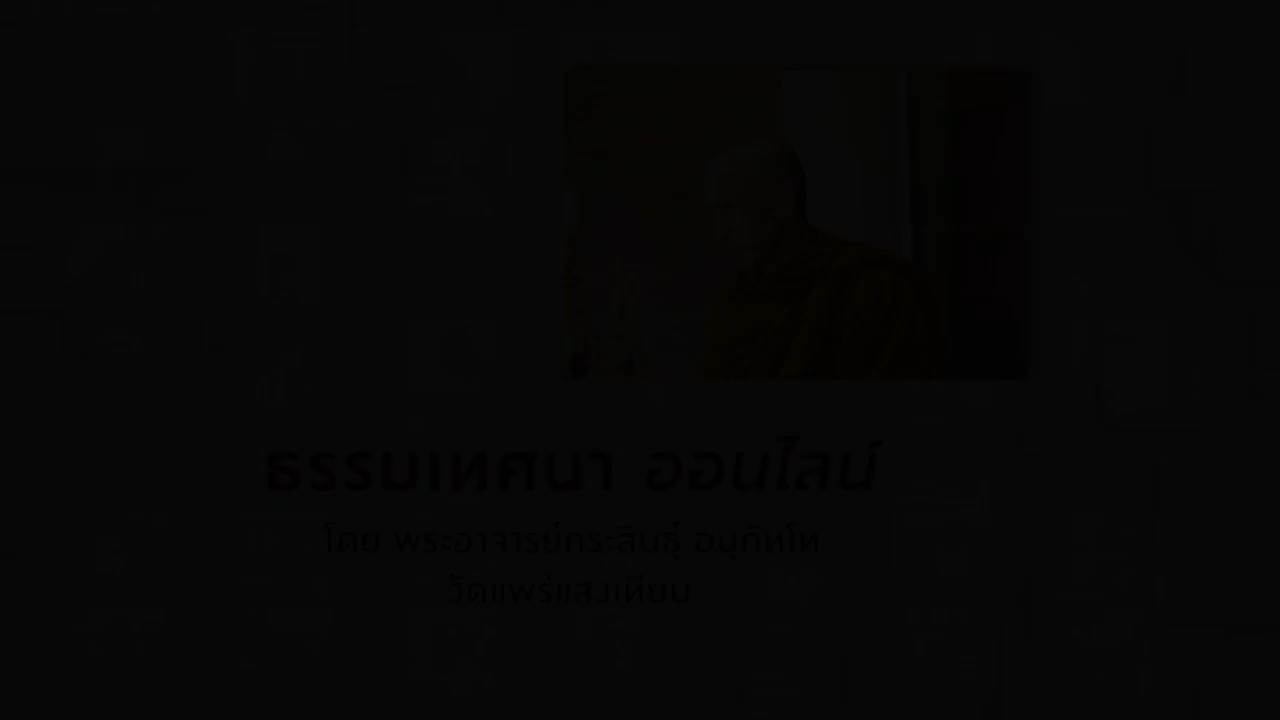 ธรรมเทศนา ออนไลน์
โดย พระอาจารย์กระสินธุ์ อนุภัทโท
วัดแพร่แสงเทียน